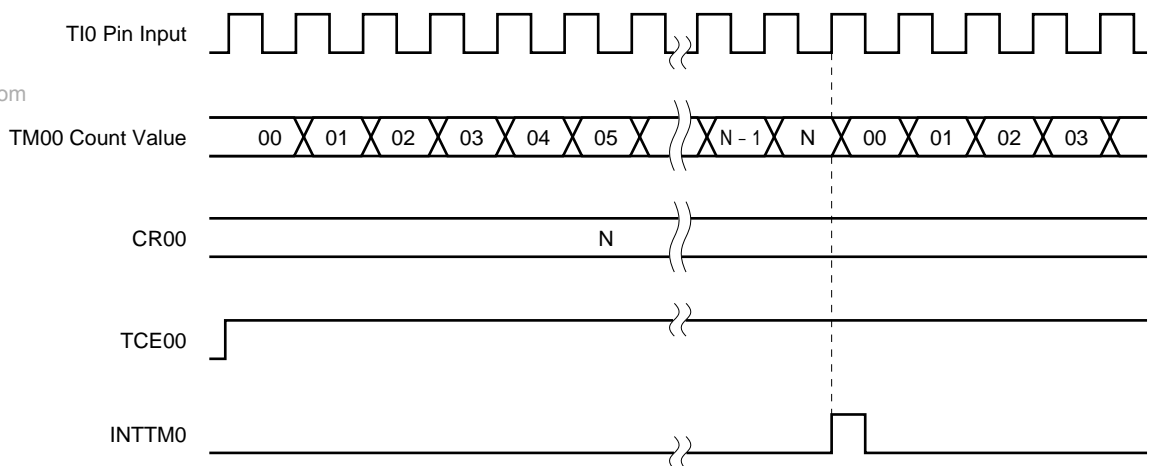 TI0 Pin Input
om
TM00 Count Value 00 01 02 03 04 05 N - 1 N 00 01 02 03
CR00 N
TCE00
INTTM0